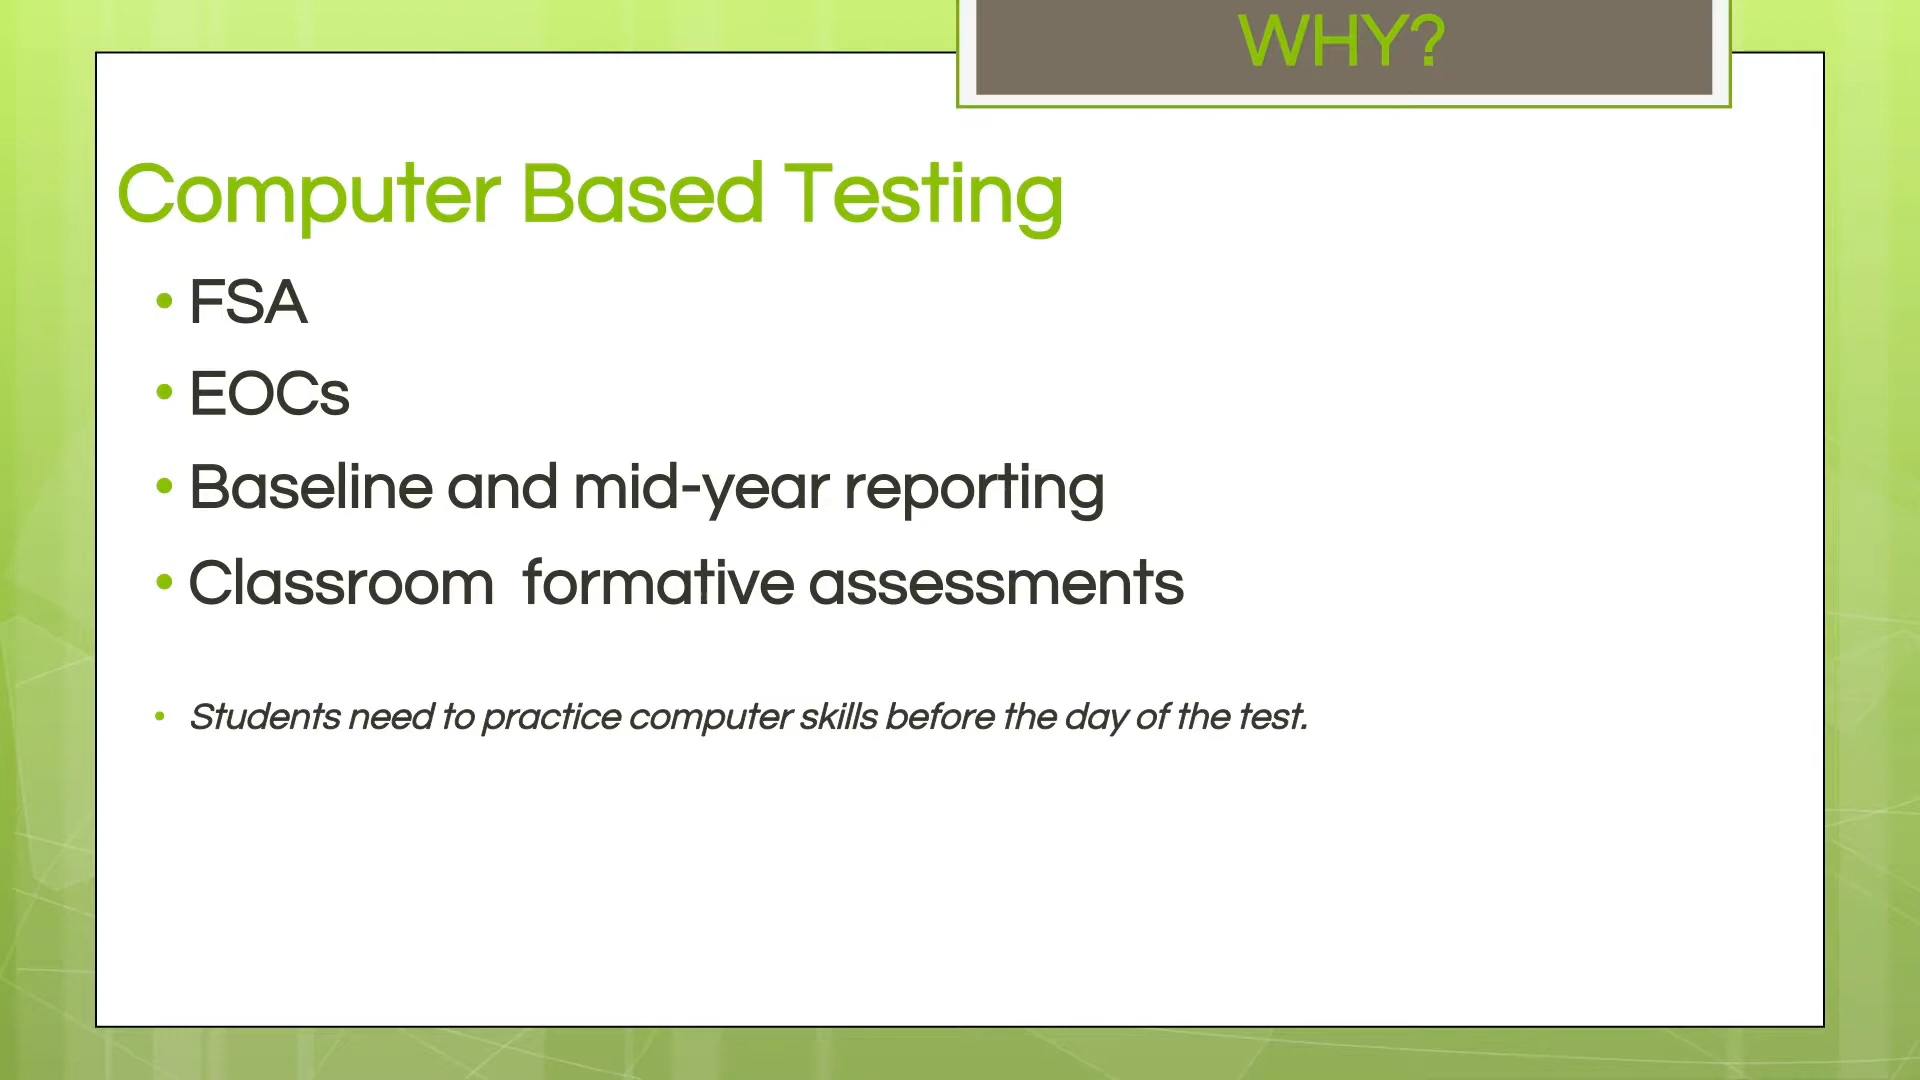 WHY?
Computer Based Testing
• FSA
• EOCs
• Baseline and mid-year reporting
• Classroom  formative assessments
• Students need to practice computer skills before the day of the test.